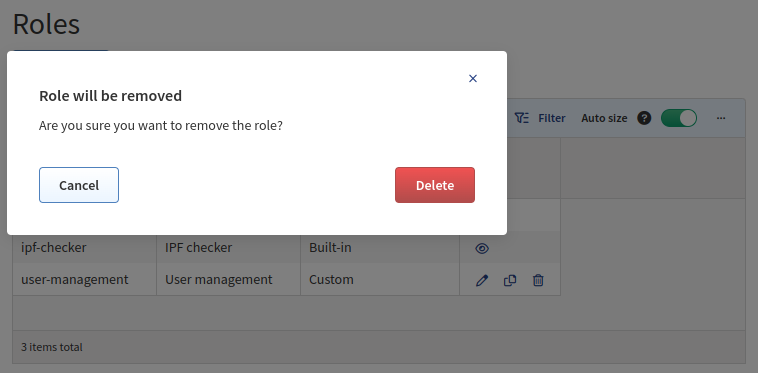 Roles
Role will be removed
Are you sure you want to remove the role?
Cancel
Delete
Filter
Auto size
?
ipf-checker
IPF checker
Built-in
user-management
User management
Custom
3 items total